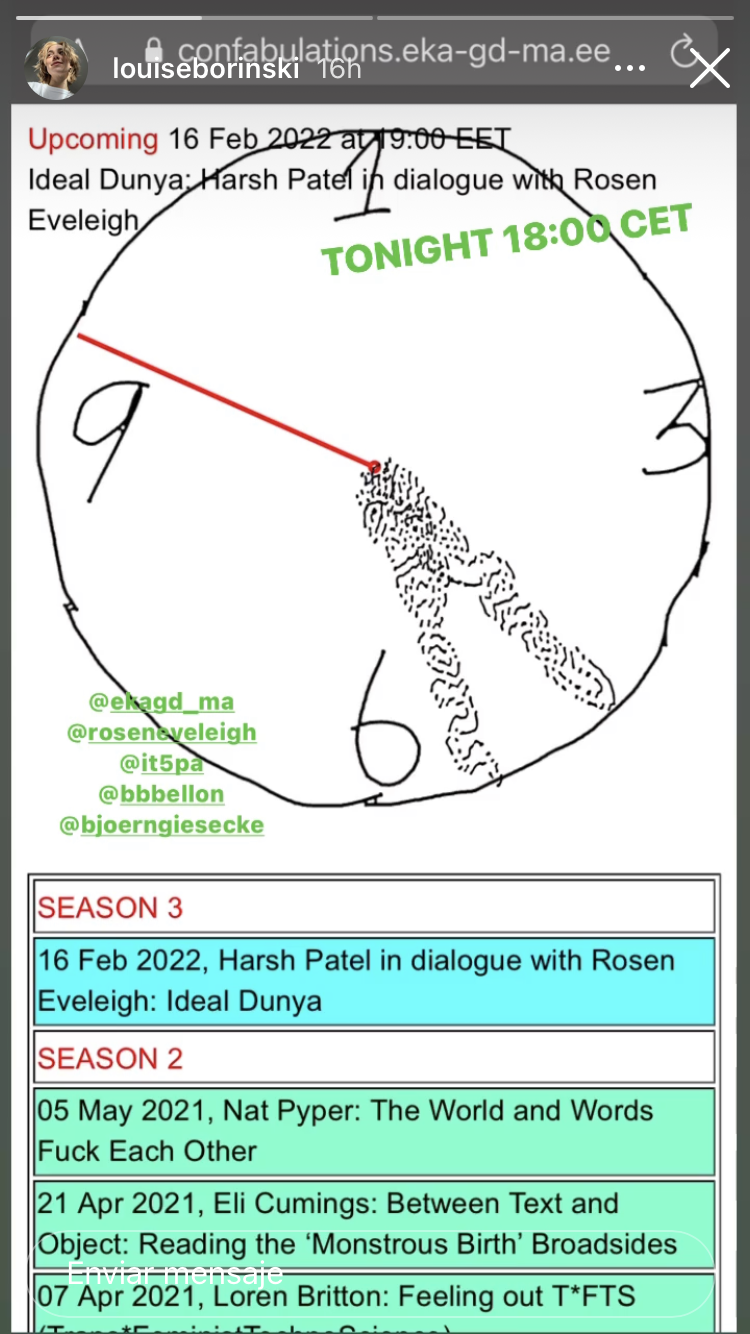 confabulations.eka-gd-ma.ee
louiseborinski 16h
Upcoming 16 Feb 2022 at 19:00 EET
Ideal Dunya: Harsh Patel in dialogue with Rosen
Eveleigh
TONIGHT 18:00 CET
1
3
9
6
@ekagd_ma
@roseneveleigh
@it5pa
@bbbellon
@bjoerngiesecke
SEASON 3
16 Feb 2022, Harsh Patel in dialogue with Rosen
Eveleigh: Ideal Dunya
SEASON 2
05 May 2021, Nat Pyper: The World and Words
Fuck Each Other
21 Apr 2021, Eli Cumings: Between Text and
Object: Reading the ‘Monstrous Birth’ Broadsides
Enviar mensaje
07 Apr 2021, Loren Britton: Feeling out T*FTS
(Trans*FeministTechnoScience)